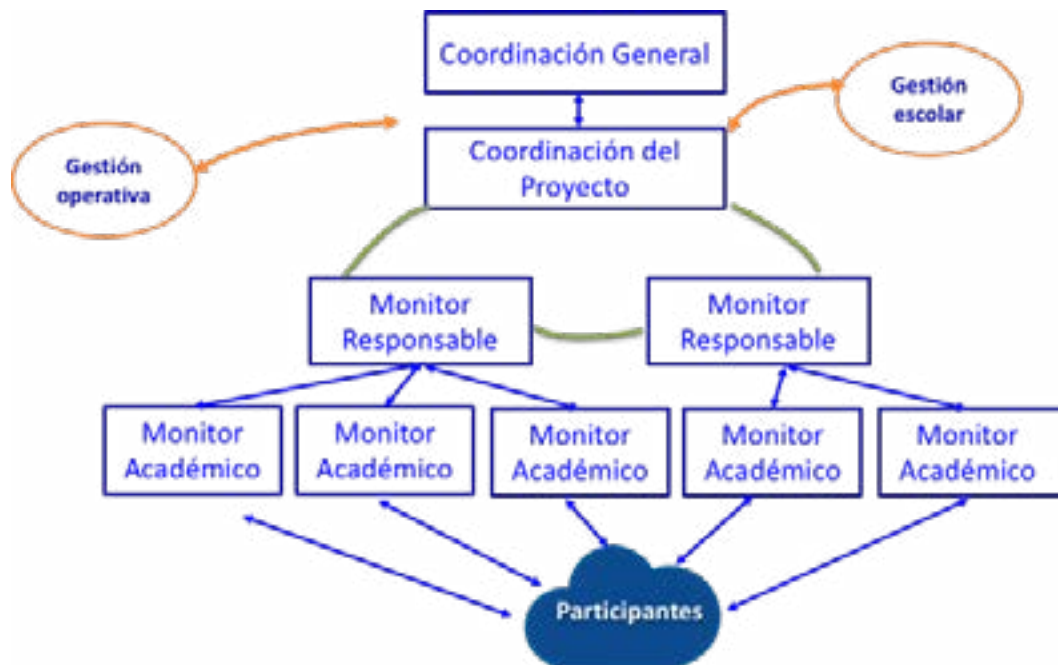 Coordinación General
Gestión
escolar
Gestión
operativa
Coordinación del
Proyecto
Monitor
Responsable
Monitor
Responsable
Monitor
Académico
Monitor
Académico
Monitor
Académico
Monitor
Académico
Monitor
Académico
Participantes